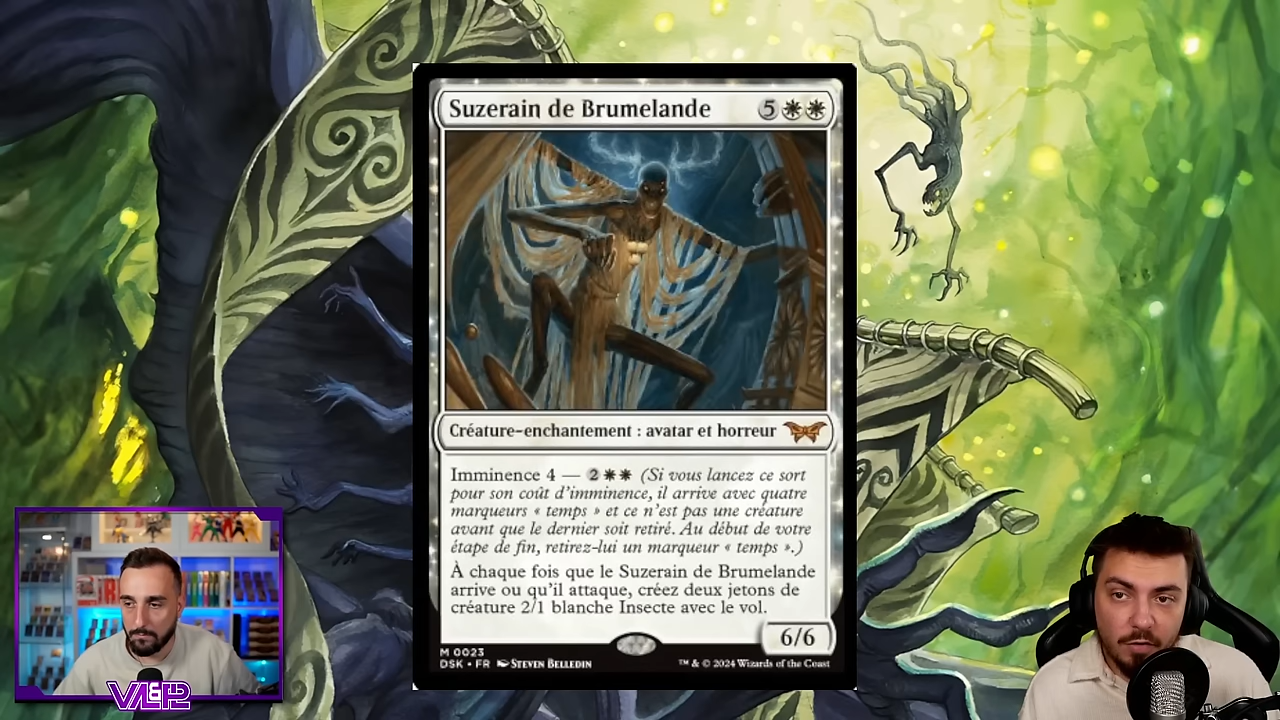 Suzerain de Brumelande 5
Créature-enchantement : avatar et horreur
Imminence 4 — 2 (Si vous lancez ce sort
pour son coût d'imminence, il arrive avec quatre
marqueurs « temps » et ce n'est pas une créature
avant que le dernier soit retiré. Au début de votre
étape de fin, retirez-lui un marqueur « temps ».)
À chaque fois que le Suzerain de Brumelande
arrive ou qu'il attaque, créez deux jetons de
créature 2/1 blanche Insecte avec le vol.
6/6
M 0023
DSK • FR STEVEN BELLEDIN ™ & © 2024 Wizards of the Coast